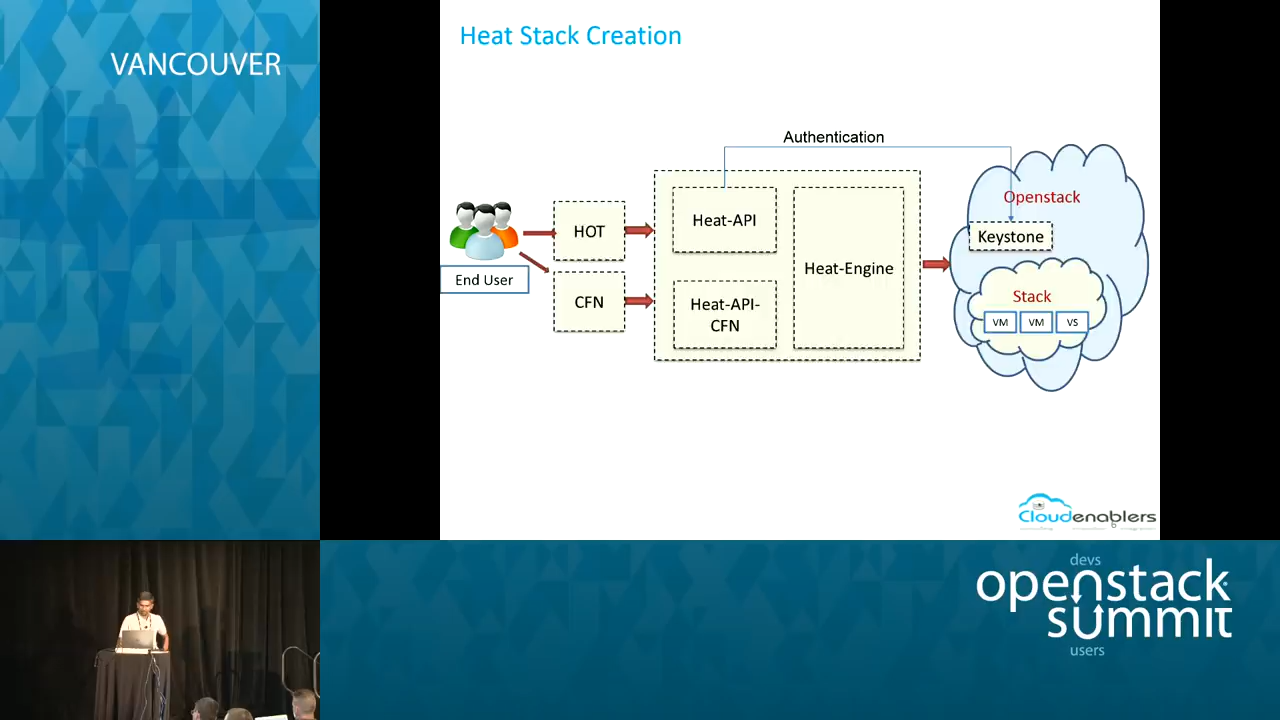 VANCOUVER
Heat Stack Creation
Authentication
Openstack
Keystone
Heat-API
HOT
Heat-Engine
End User
CFN
Heat-API-
CFN
Stack
VM
VM
VS
Cloudenablers
devs
openstack
summit
users